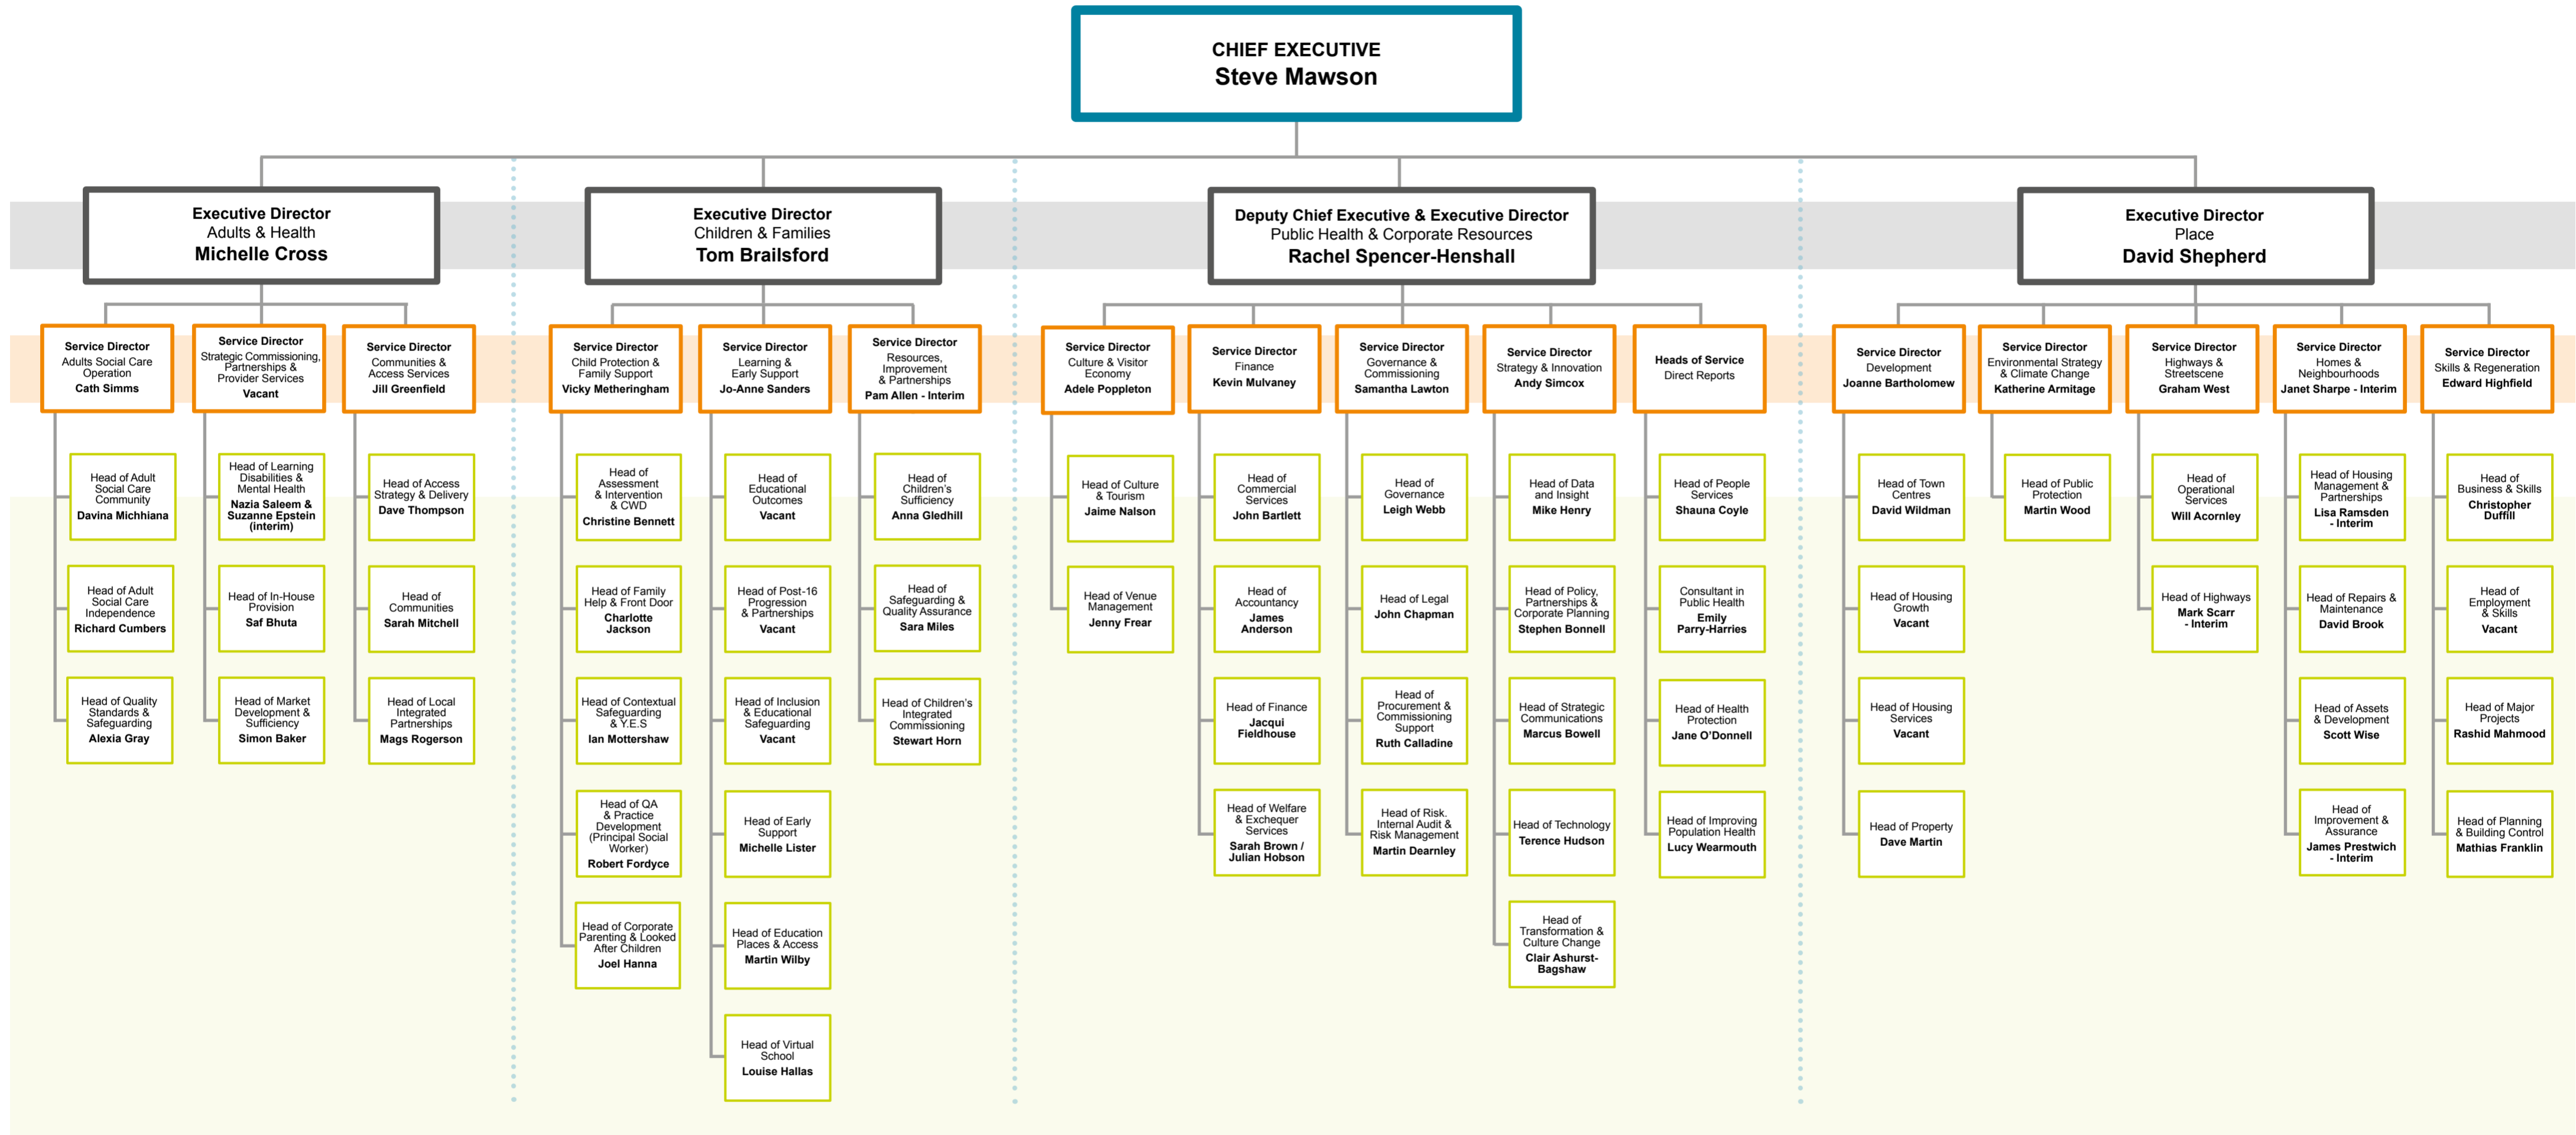 CHIEF EXECUTIVE
Steve Mawson
Executive Director
Adults & Health
Michelle Cross
Executive Director
Children & Families
Tom Brailsford
Deputy Chief Executive & Executive Director
Public Health & Corporate Resources
Rachel Spencer-Henshall
Executive Director
Place
David Shepherd
Service Director
Adults Social Care
Operation
Cath Simms
Service Director
Strategic Commissioning,
Partnerships &
Provider Services
Vacant
Service Director
Communities &
Access Services
Jill Greenfield
Service Director
Child Protection &
Family Support
Vicky Metheringham
Service Director
Learning &
Early Support
Jo-Anne Sanders
Service Director
Resources,
Improvement
& Partnerships
Pam Allen - Interim
Service Director
Culture & Visitor
Economy
Adele Poppleton
Service Director
Finance
Kevin Mulvaney
Service Director
Governance &
Commissioning
Samantha Lawton
Service Director
Strategy & Innovation
Andy Simcox
Heads of Service
Direct Reports
Service Director
Development
Joanne Bartholomew
Service Director
Environmental Strategy
& Climate Change
Katherine Armitage
Service Director
Highways &
Streetscene
Graham West
Service Director
Homes &
Neighbourhoods
Janet Sharpe - Interim
Service Director
Skills & Regeneration
Edward Highfield
Head of Adult
Social Care
Community
Davina Michhiana
Head of Learning
Disabilities &
Mental Health
Nazia Saleem &
Suzanne Epstein
(interim)
Head of Access
Strategy & Delivery
Dave Thompson
Head of
Assessment
& Intervention
& CWD
Christine Bennett
Head of
Educational
Outcomes
Vacant
Head of
Children's
Sufficiency
Anna Gledhill
Head of Culture
& Tourism
Jaime Nalson
Head of
Commercial
Services
John Bartlett
Head of
Governance
Leigh Webb
Head of Data
and Insight
Mike Henry
Head of People
Services
Shauna Coyle
Head of Town
Centres
David Wildman
Head of Public
Protection
Martin Wood
Head of
Operational
Services
Will Acornley
Head of Housing
Management &
Partnerships
Lisa Ramsden
- Interim
Head of
Business & Skills
Christopher
Duffill
Head of Adult
Social Care
Independence
Richard Cumbers
Head of In-House
Provision
Saf Bhuta
Head of
Communities
Sarah Mitchell
Head of Family
Help & Front Door
Charlotte
Jackson
Head of Post-16
Progression
& Partnerships
Vacant
Head of
Safeguarding &
Quality Assurance
Sara Miles
Head of Venue
Management
Jenny Frear
Head of
Accountancy
James
Anderson
Head of Legal
John Chapman
Head of Policy,
Partnerships &
Corporate Planning
Stephen Bonnell
Consultant in
Public Health
Emily
Parry-Harries
Head of Housing
Growth
Vacant
Head of Highways
Mark Scarr
- Interim
Head of Repairs &
Maintenance
David Brook
Head of
Employment
& Skills
Vacant
Head of Quality
Standards &
Safeguarding
Alexia Gray
Head of Market
Development &
Sufficiency
Simon Baker
Head of Local
Integrated
Partnerships
Mags Rogerson
Head of Contextual
Safeguarding
& Y.E.S
Ian Mottershaw
Head of Inclusion
& Educational
Safeguarding
Vacant
Head of Children's
Integrated
Commissioning
Stewart Horn
Head of Finance
Jacqui
Fieldhouse
Head of
Procurement &
Commissioning
Support
Ruth Calladine
Head of Strategic
Communications
Marcus Bowell
Head of Health
Protection
Jane O'Donnell
Head of Housing
Services
Vacant
Head of Assets
& Development
Scott Wise
Head of Major
Projects
Rashid Mahmood
Head of QA
& Practice
Development
(Principal Social
Worker)
Robert Fordyce
Head of Early
Support
Michelle Lister
Head of Welfare
& Exchequer
Services
Sarah Brown /
Julian Hobson
Head of Risk.
Internal Audit &
Risk Management
Martin Dearnley
Head of Technology
Terence Hudson
Head of Improving
Population Health
Lucy Wearmouth
Head of Property
Dave Martin
Head of
Improvement &
Assurance
James Prestwich
- Interim
Head of Planning
& Building Control
Mathias Franklin
Head of Corporate
Parenting & Looked
After Children
Joel Hanna
Head of Education
Places & Access
Martin Wilby
Head of
Transformation &
Culture Change
Clair Ashurst-
Bagshaw
Head of Virtual
School
Louise Hallas